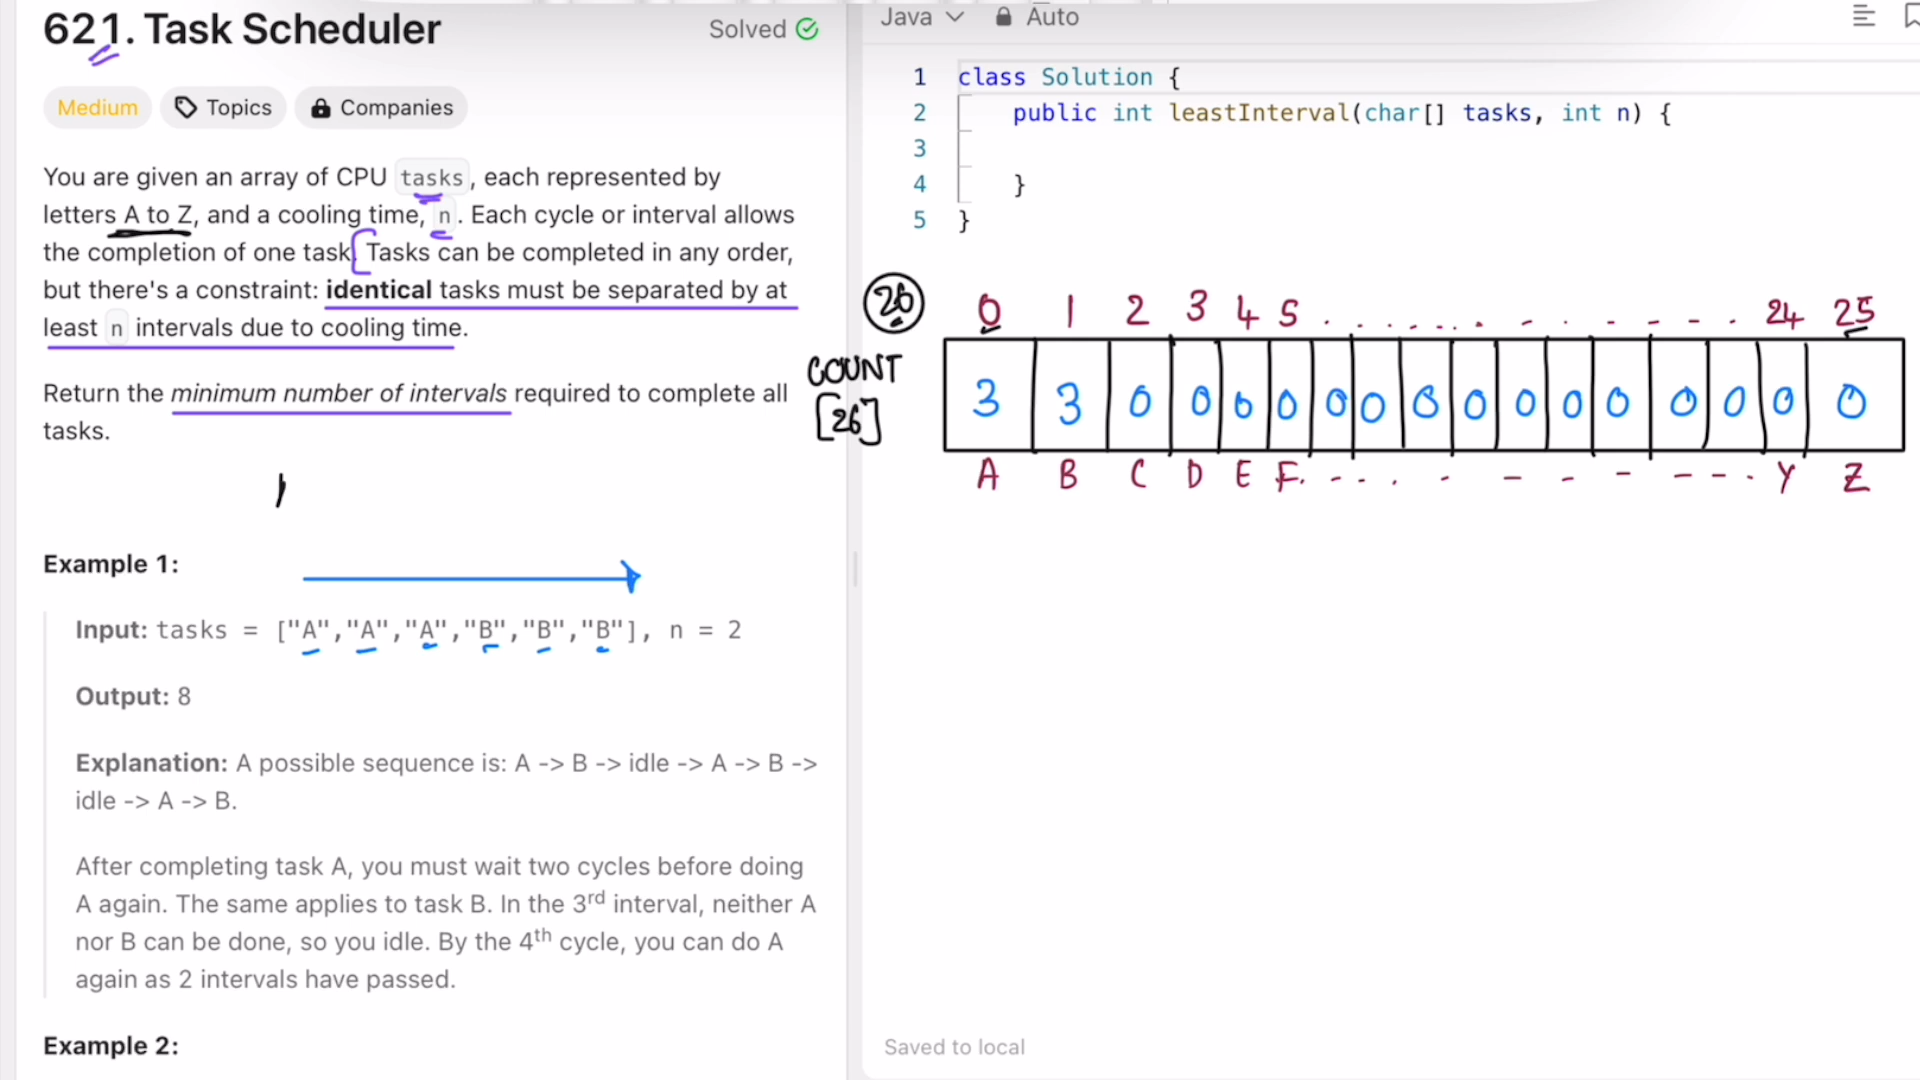 621. Task Scheduler
Solved
Medium
Topics
Companies
You are given an array of CPU tasks, each represented by
letters A to Z, and a cooling time, n. Each cycle or interval allows
the completion of one task. Tasks can be completed in any order,
but there's a constraint: identical tasks must be separated by at
least n intervals due to cooling time.
Return the minimum number of intervals required to complete all
tasks.
Example 1:
Input: tasks = ["A","A","A","B","B","B"], n = 2
Output: 8
Explanation: A possible sequence is: A -> B -> idle -> A -> B ->
idle -> A -> B.
After completing task A, you must wait two cycles before doing
A again. The same applies to task B. In the 3rd interval, neither A
nor B can be done, so you idle. By the 4th cycle, you can do A
again as 2 intervals have passed.
Example 2:
Java
Auto
1 class Solution {
2 public int leastInterval(char[] tasks, int n) {
3
4 }
5 }
26
0 1 2 3 4 5 . . . . . . . - . - . - - . 24 25
COUNT
[26]
3 3 0 0 0 0 0 0 0 0 0 0 0 0 0 0 0
A B C D E F. - - . - - - - - - . Y Z
Saved to local